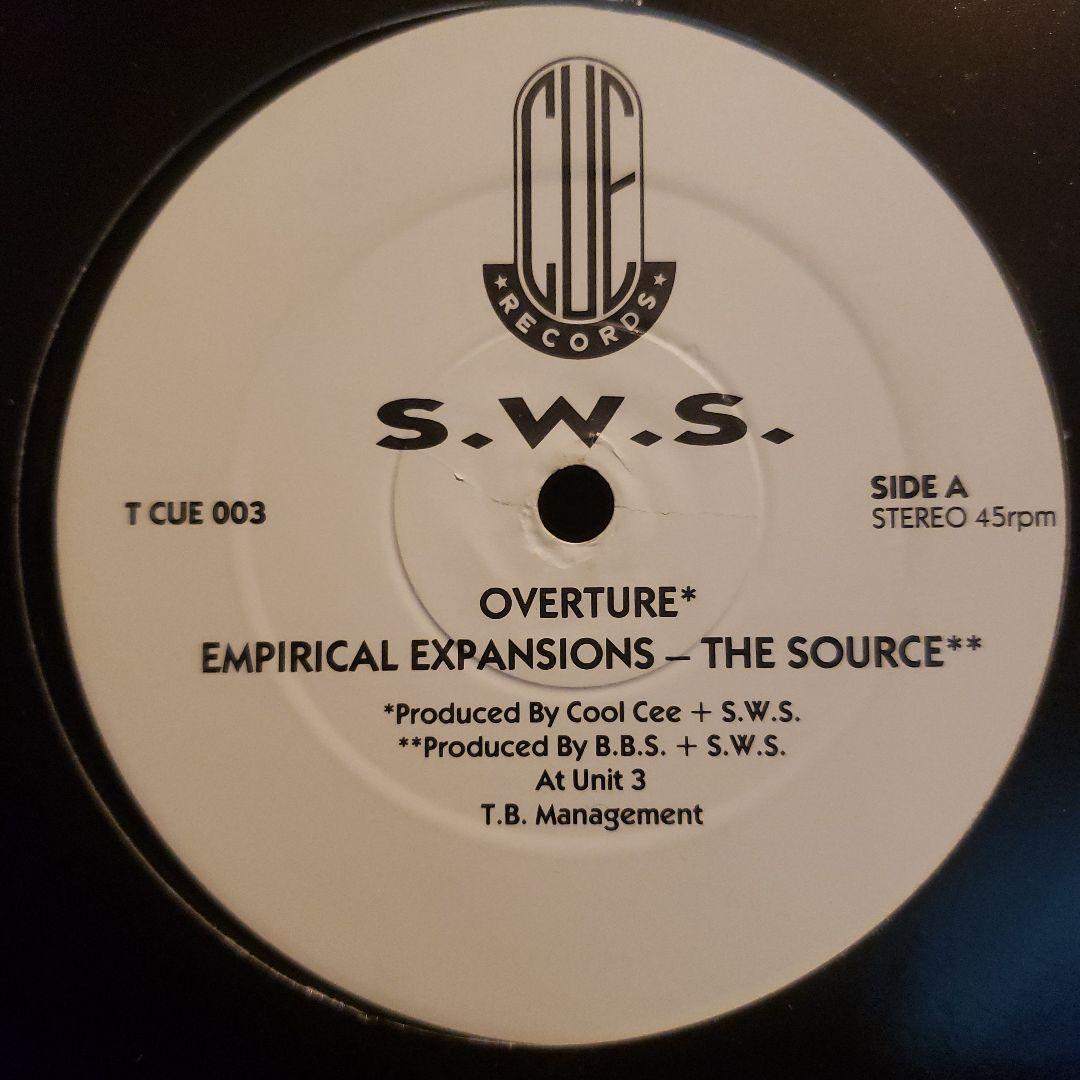 CUE
RECORDS
S.W.S.
T CUE 003
SIDE A
STEREO 45rpm
OVERTURE*
EMPIRICAL EXPANSIONS – THE SOURCE**
*Produced By Cool Cee + S.W.S.
**Produced By B.B.S. + S.W.S.
At Unit 3
T.B. Management